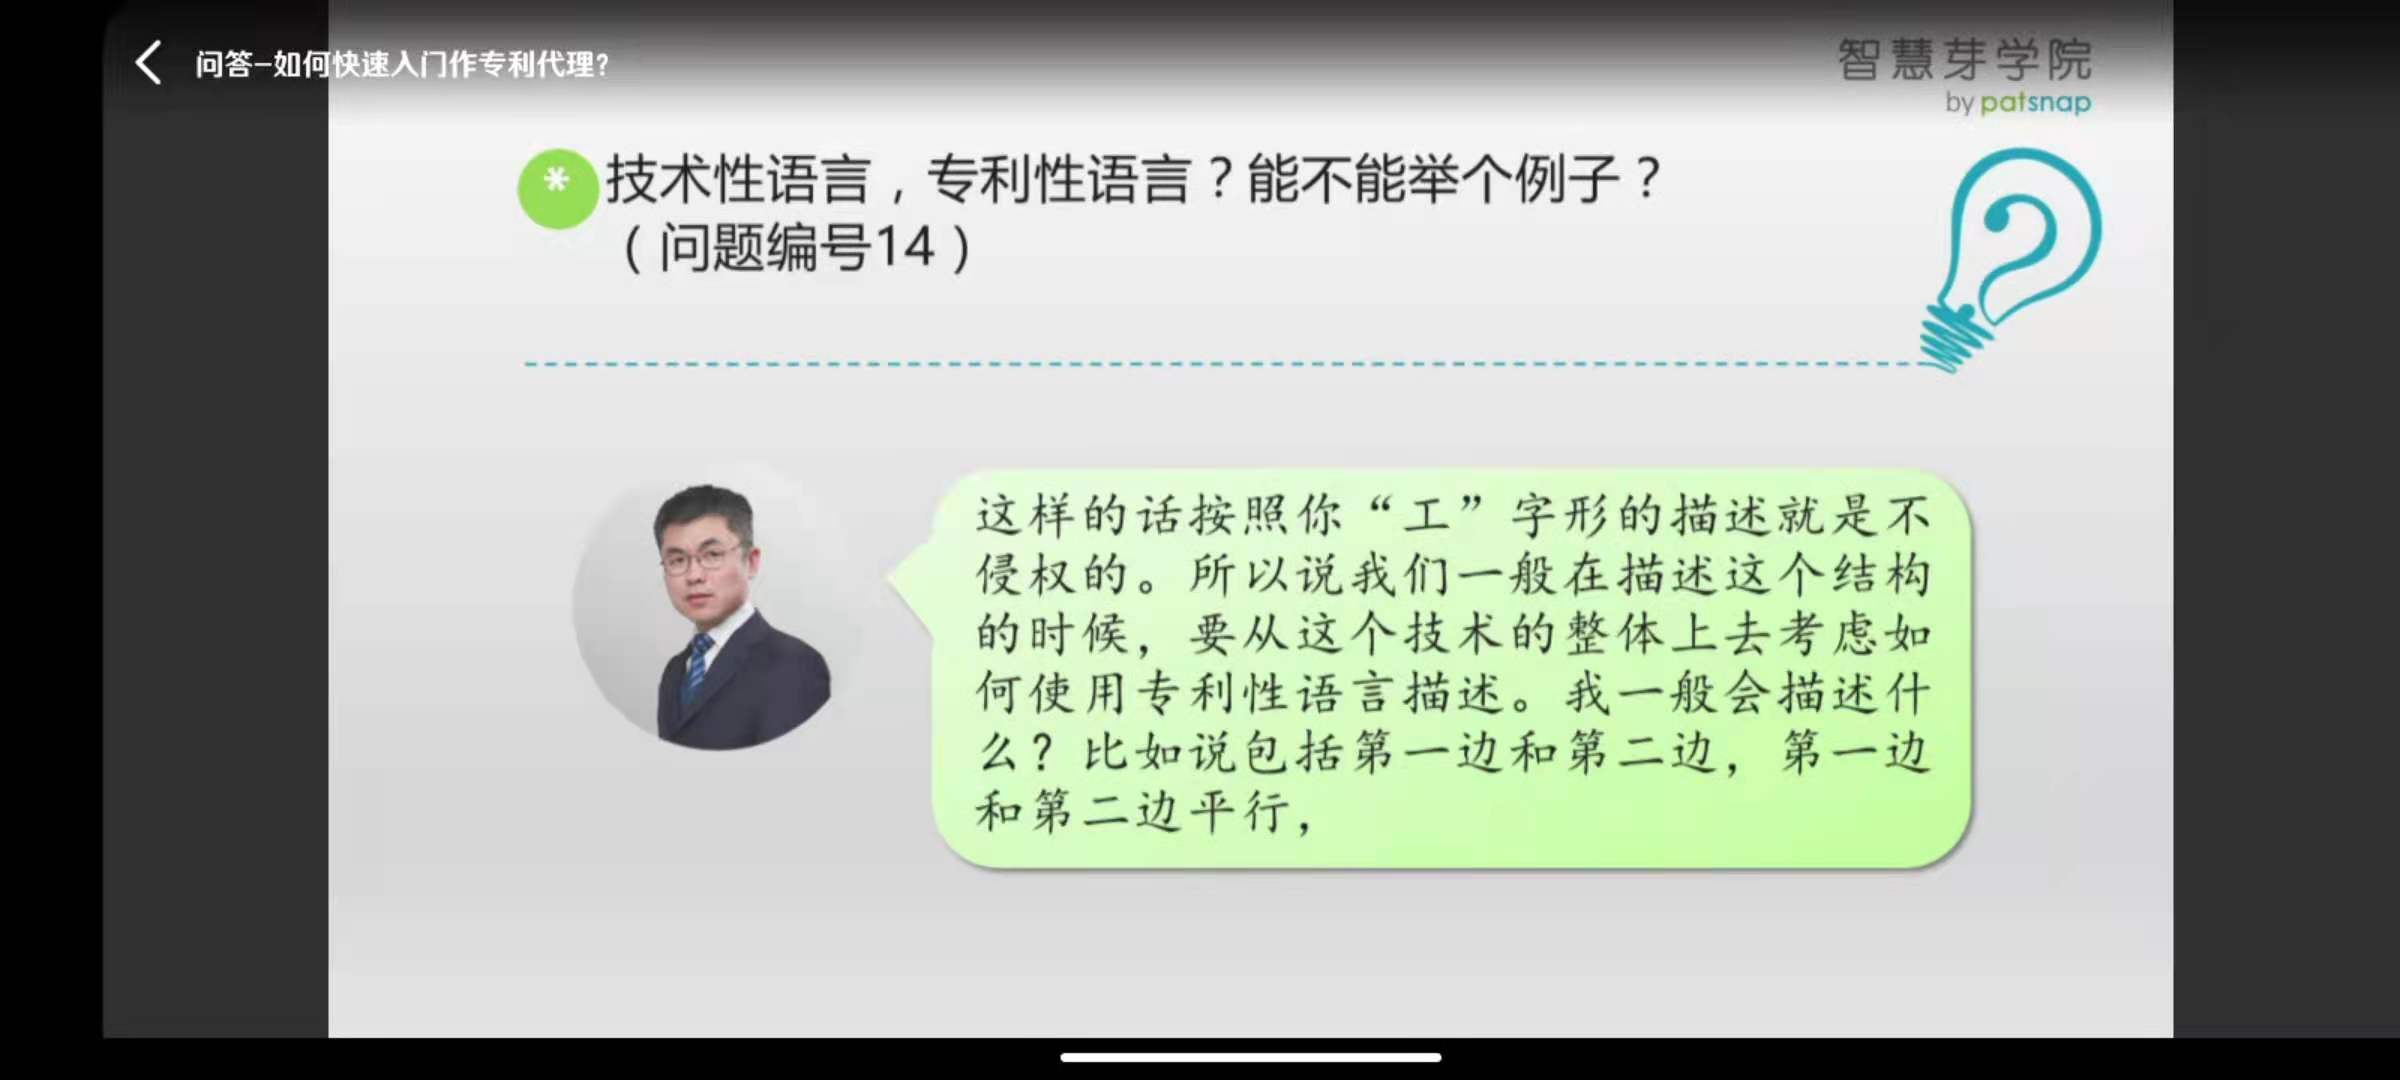 问答-如何快速入门作专利代理?
智慧芽学院
by patsnap
* 技术性语言，专利性语言？能不能举个例子？
（问题编号14）
这样的话按照你“工”字形的描述就是不
侵权的。所以说我们一般在描述这个结构
的时候，要从这个技术的整体上去考虑如
何使用专利性语言描述。我一般会描述什
么？比如说包括第一边和第二边，第一边
和第二边平行，